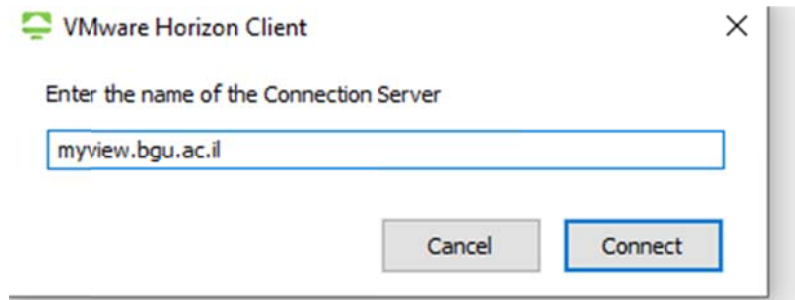 VMware Horizon Client
Enter the name of the Connection Server
myview.bgu.ac.il
Cancel Connect